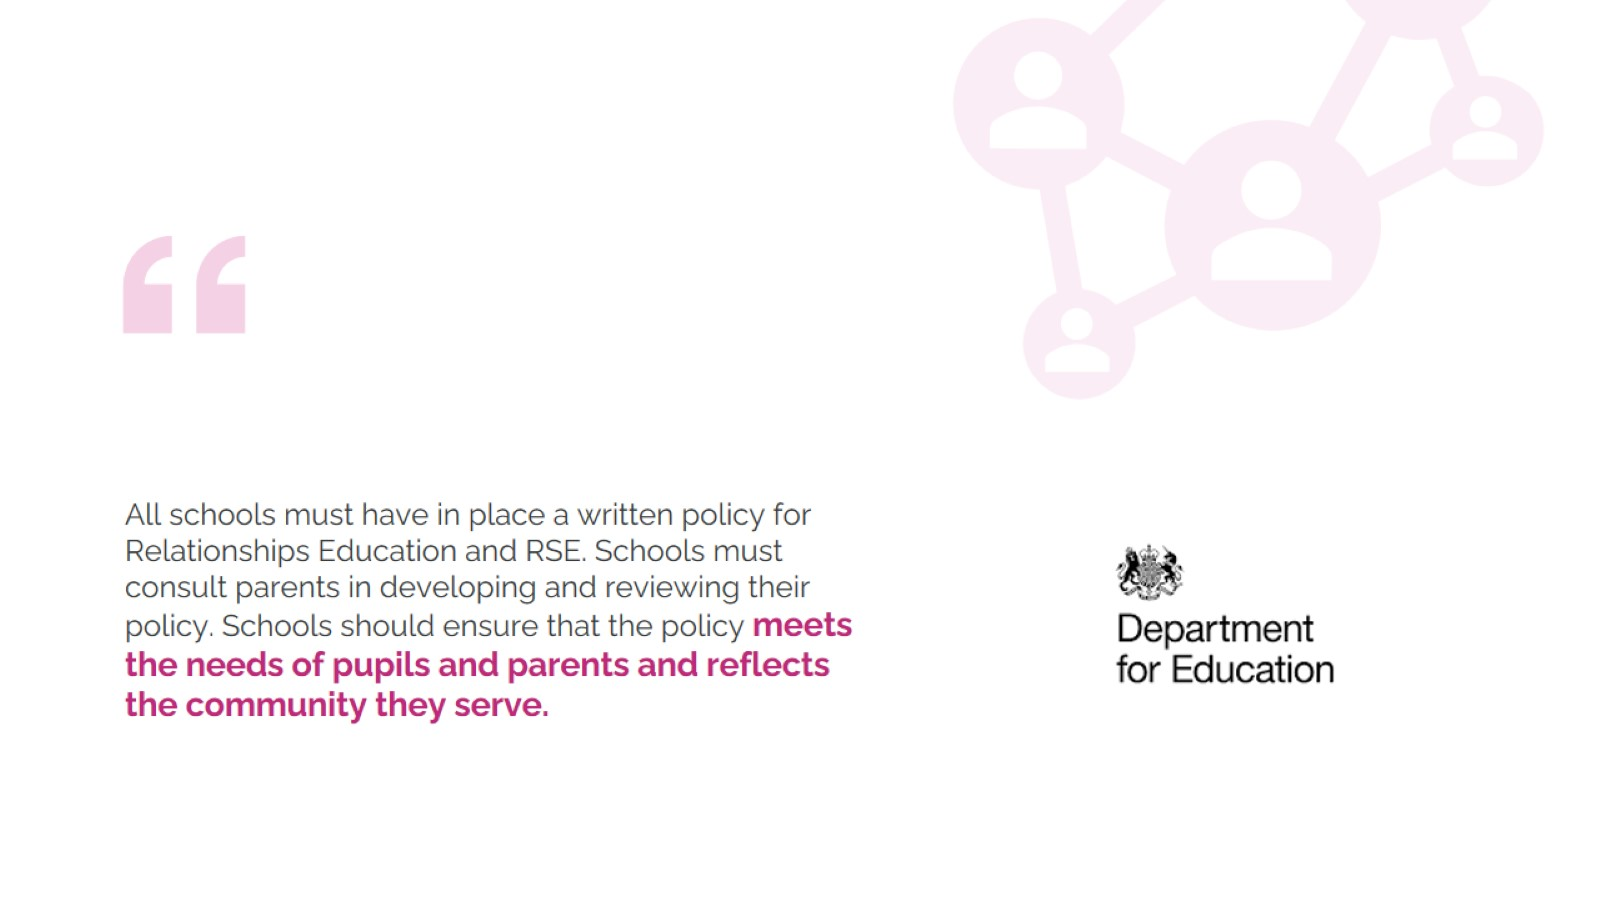 “
All schools must have in place a written policy for
Relationships Education and RSE. Schools must
consult parents in developing and reviewing their
policy. Schools should ensure that the policy meets
the needs of pupils and parents and reflects
the community they serve.
Department
for Education